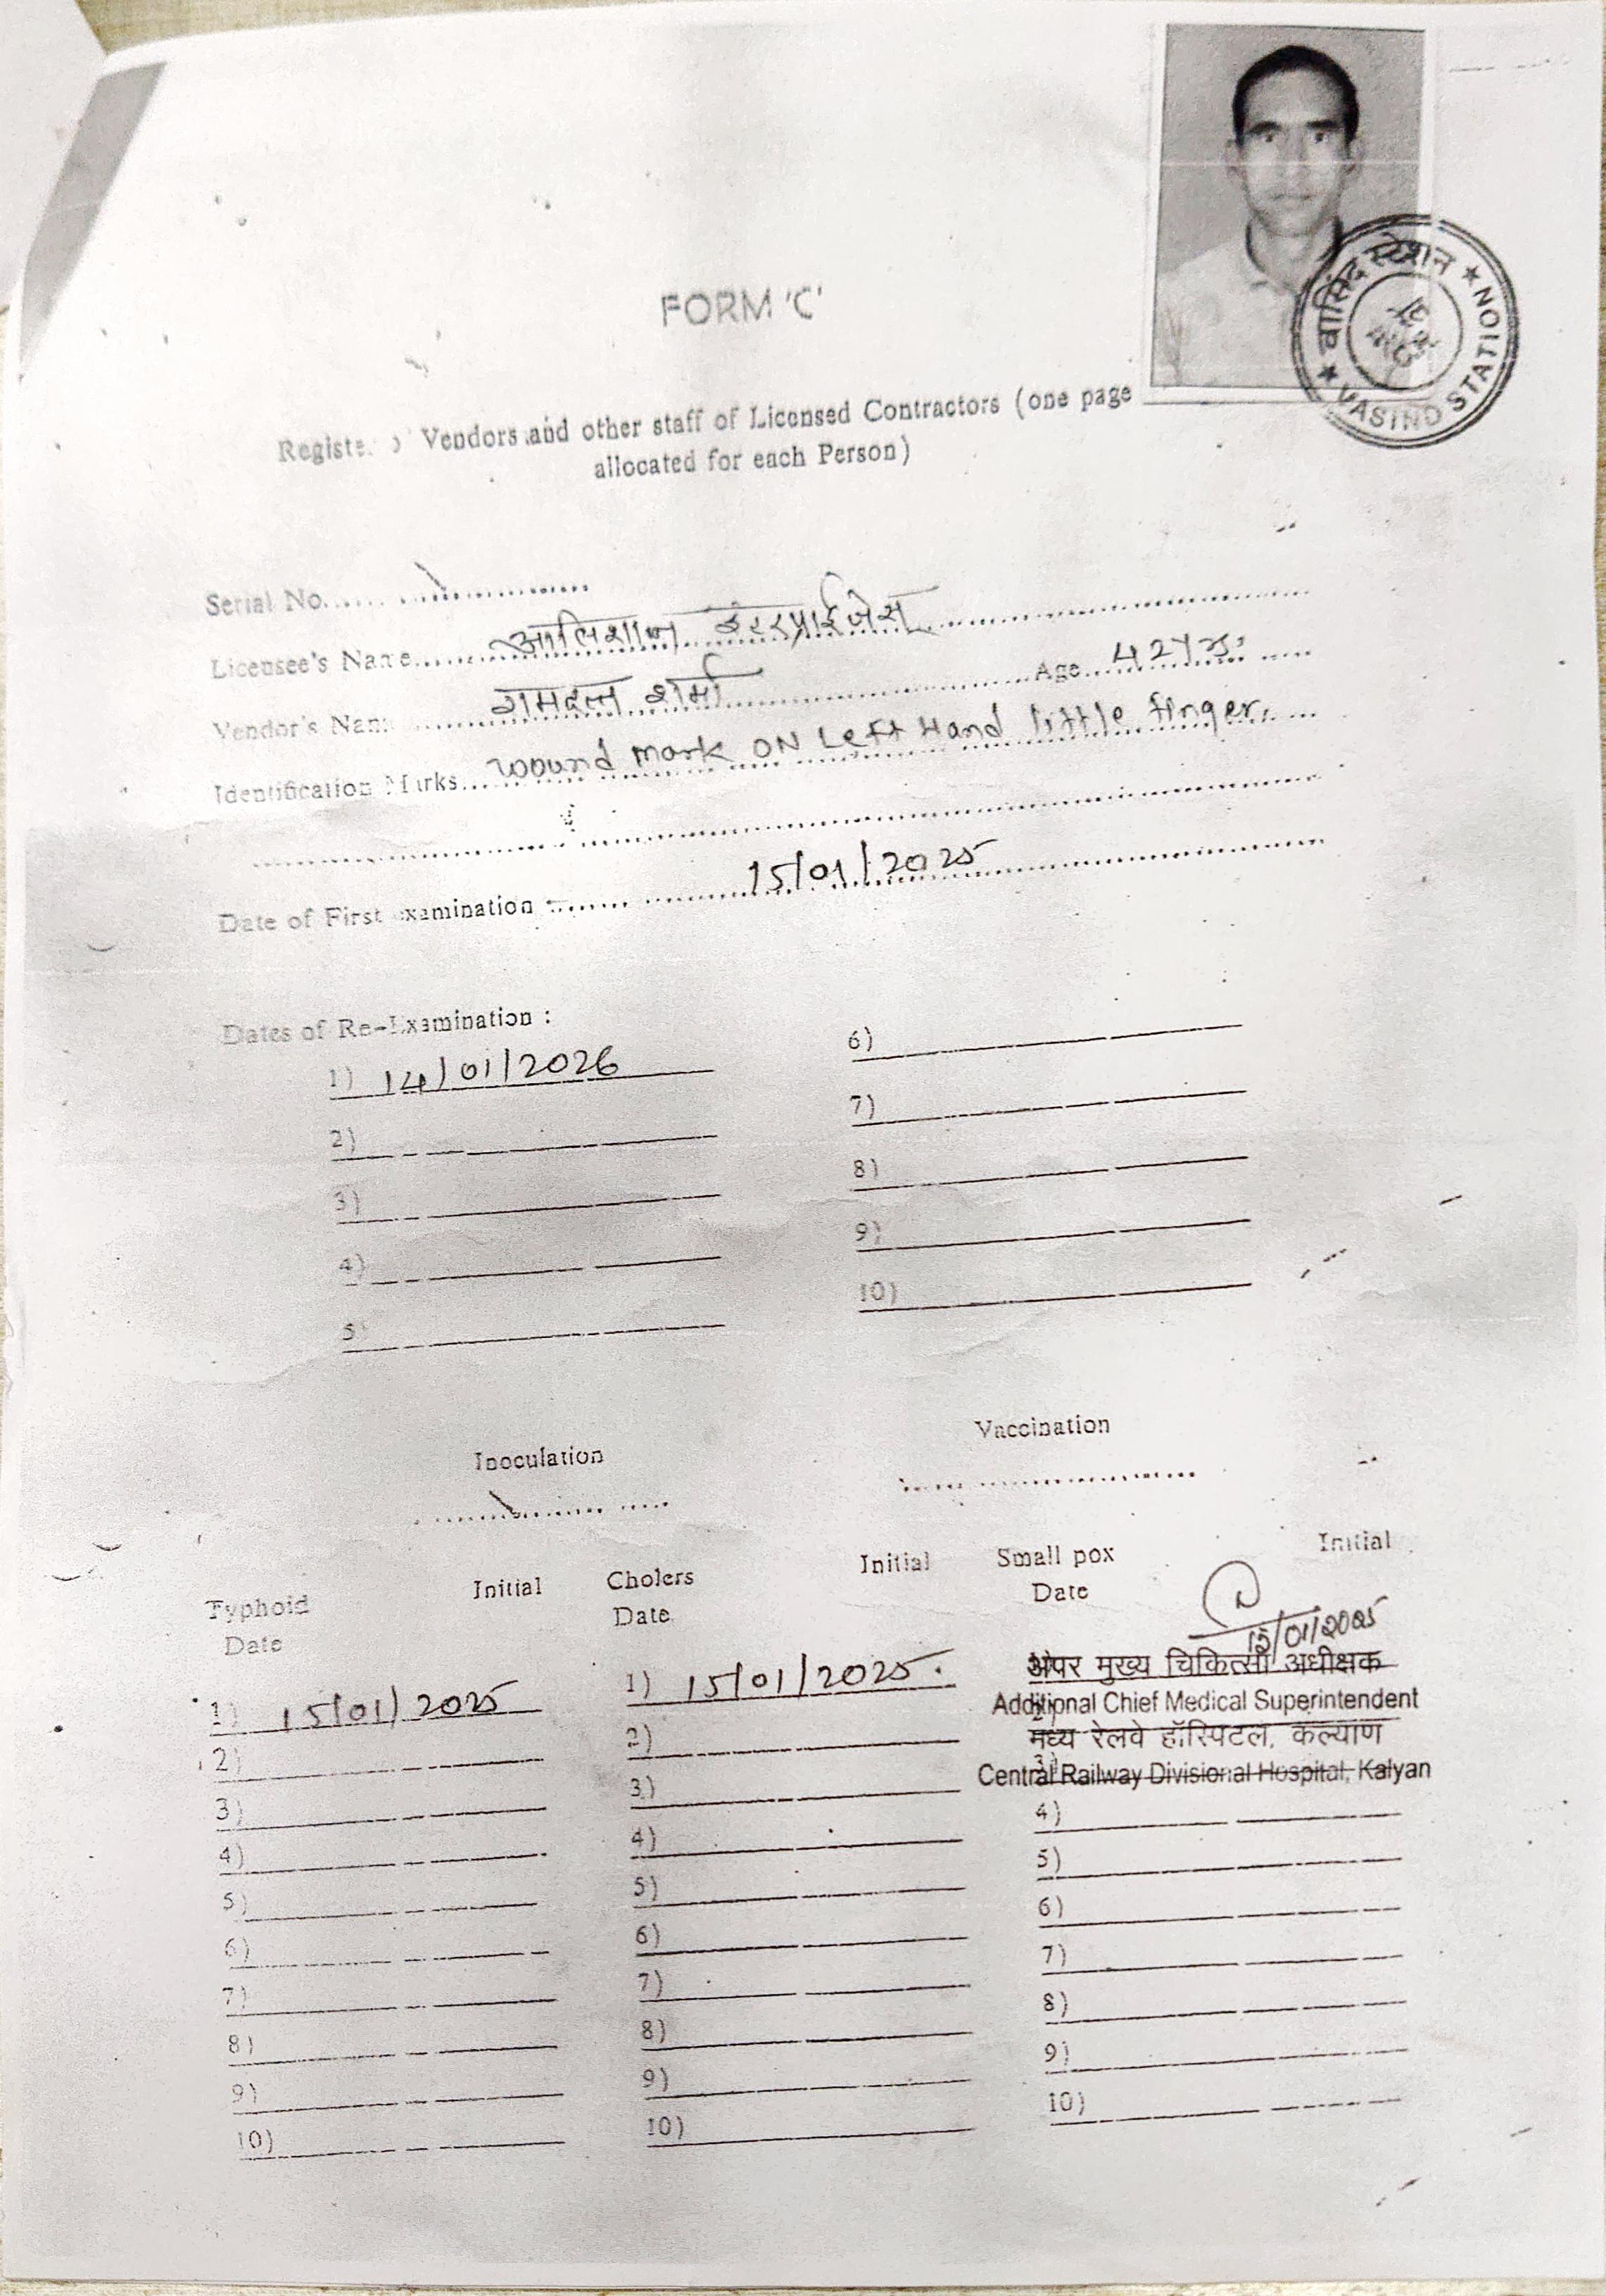 FORM 'C'
वासिंद स्टेशन ★ VASIND STATION ★
Registe Vendors and other staff of Licensed Contractors (one page
allocated for each Person)
Serial No.
Licensee's Name आलिशान इंटरप्राईजेस
Vendor's Name रामदत्त शर्मा Age 42 Yrs.
Identification Marks wound mark ON Left Hand little finger.
Date of First examination :- 15/01/2025
Dates of Re-Examination :
1) 14/01/2026
2)
3)
4)
5)
6)
7)
8)
9)
10)
Inoculation
Vaccination
Typhoid Date Initial
1) 15/01/2025
2)
3)
4)
5)
6)
7)
8)
9)
10)
Cholers Date Initial
1) 15/01/2025.
2)
3)
4)
5)
6)
7)
8)
9)
10)
Small pox Date Initial
15/01/2025
अपर मुख्य चिकित्सा अधीक्षक
Additional Chief Medical Superintendent
मध्य रेलवे हॉस्पिटल, कल्याण
Central Railway Divisional Hospital, Kalyan
4)
5)
6)
7)
8)
9)
10)